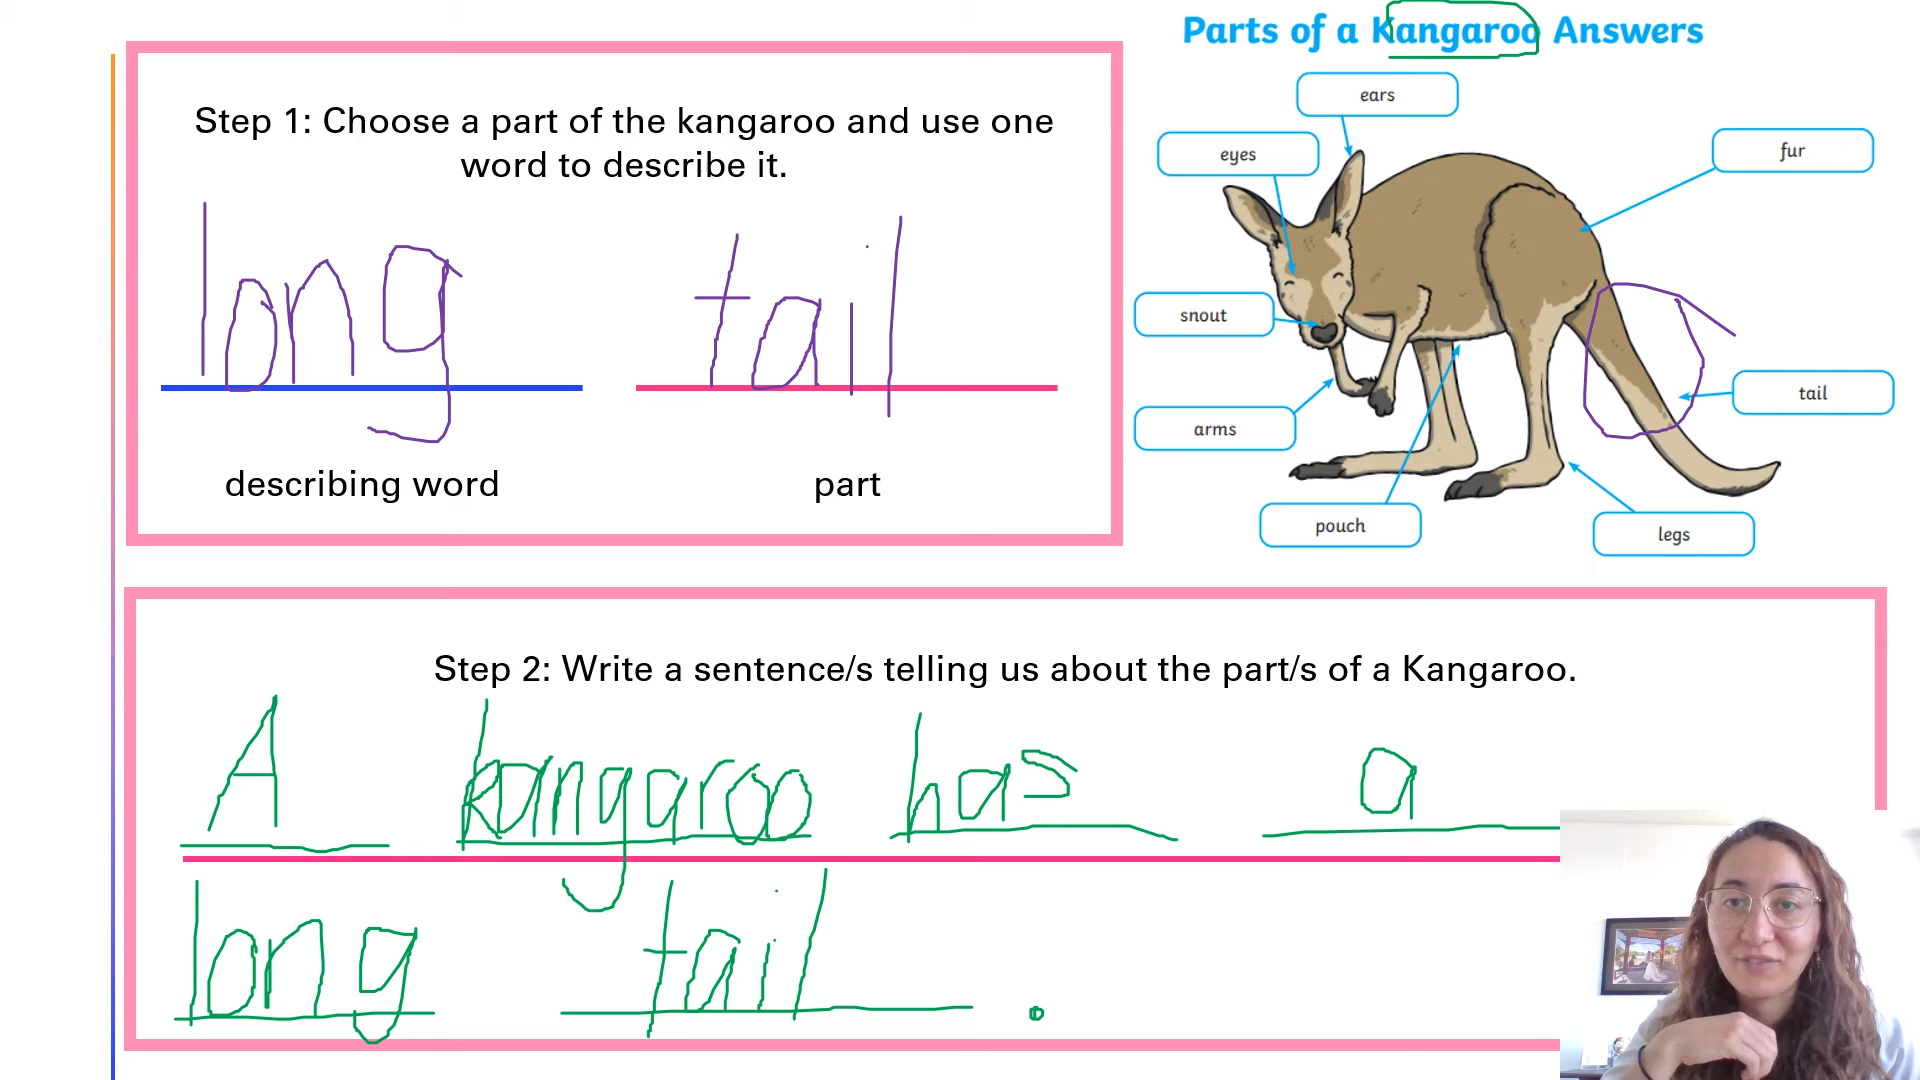 Parts of a Kangaroo Answers
Step 1: Choose a part of the kangaroo and use one
word to describe it.
long tail
describing word part
ears
eyes
fur
snout
tail
arms
pouch
legs
Step 2: Write a sentence/s telling us about the part/s of a Kangaroo.
A kangaroo has a
long tail .